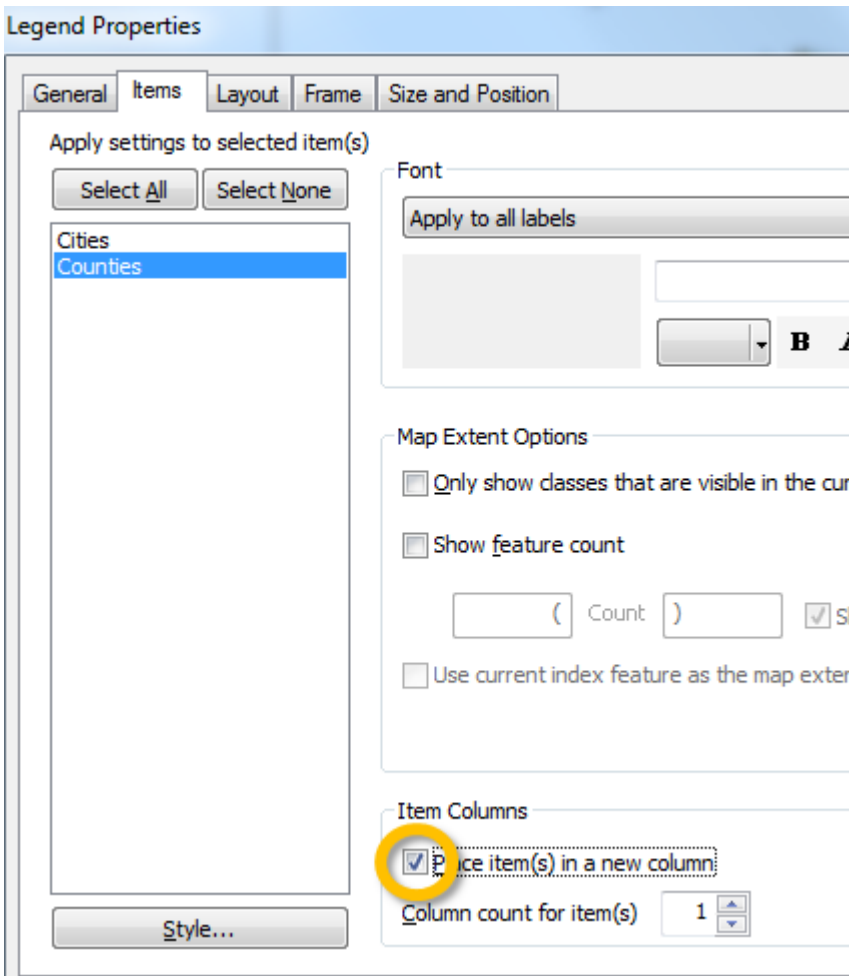 Legend Properties
General Items Layout Frame Size and Position
Apply settings to selected item(s)
Select All Select None
Cities
Counties
Font
Apply to all labels
B
Map Extent Options
Only show classes that are visible in the
Show feature count
( Count )
Use current index feature as the map
Item Columns
Place item(s) in a new column
Column count for item(s) 1
Style...